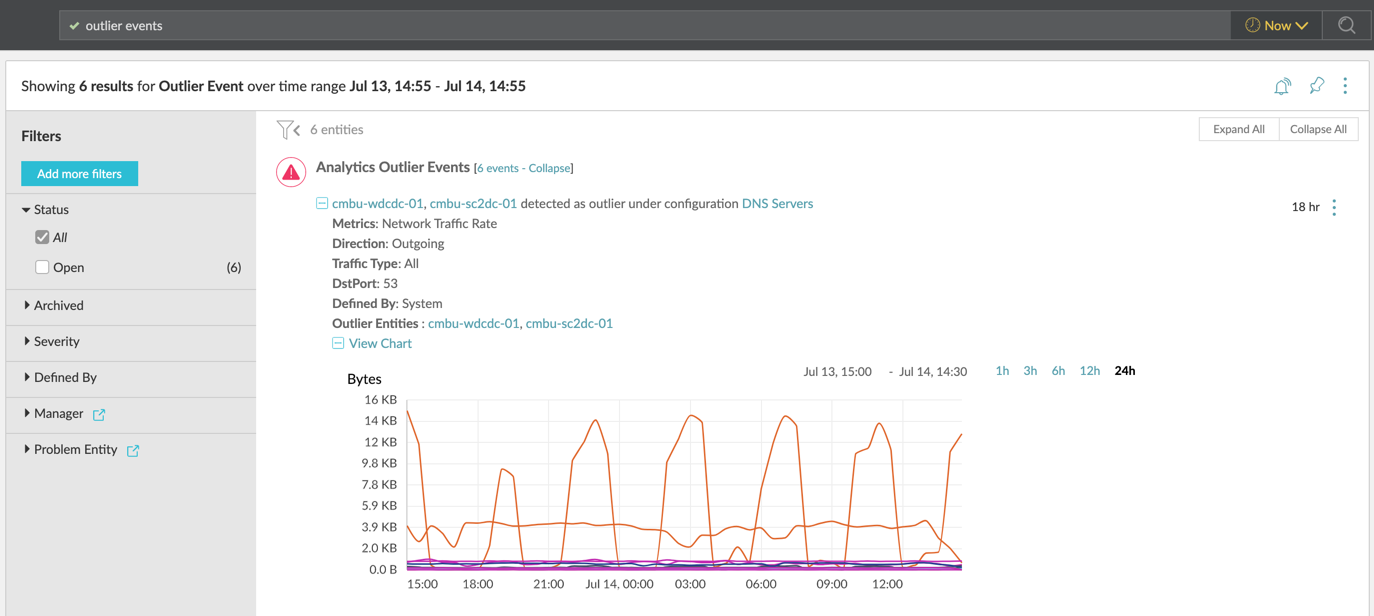 outlier events
Now
Showing 6 results for Outlier Event over time range Jul 13, 14:55 - Jul 14, 14:55
Filters
Add more filters
Status
All
Open (6)
Archived
Severity
Defined By
Manager
Problem Entity
6 entities
Expand All Collapse All
Analytics Outlier Events [6 events - Collapse]
cmbu-wdcdc-01, cmbu-sc2dc-01 detected as outlier under configuration DNS Servers
18 hr
Metrics: Network Traffic Rate
Direction: Outgoing
Traffic Type: All
DstPort: 53
Defined By: System
Outlier Entities : cmbu-wdcdc-01, cmbu-sc2dc-01
View Chart
Jul 13, 15:00 - Jul 14, 14:30 1h 3h 6h 12h 24h
Bytes
16 KB
14 KB
12 KB
9.8 KB
7.8 KB
5.9 KB
3.9 KB
2.0 KB
0.0 B
15:00 18:00 21:00 Jul 14, 00:00 03:00 06:00 09:00 12:00